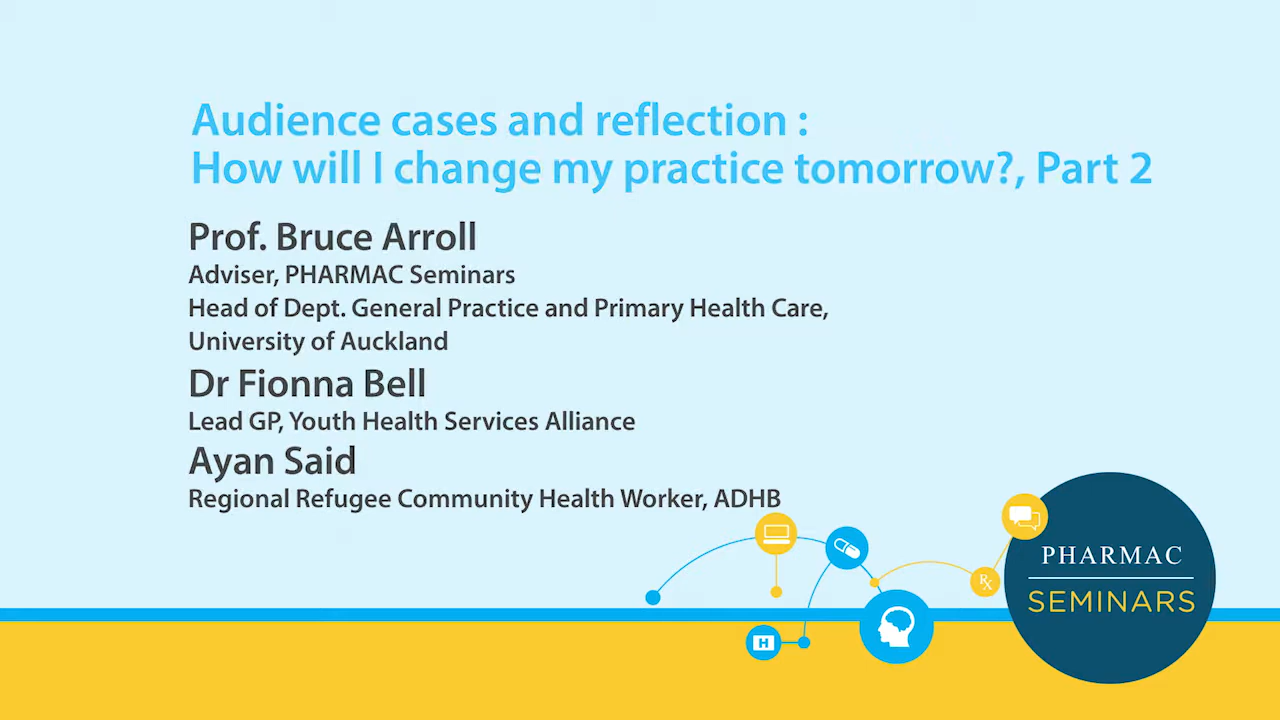 Audience cases and reflection :
How will I change my practice tomorrow?, Part 2
Prof. Bruce Arroll
Adviser, PHARMAC Seminars
Head of Dept. General Practice and Primary Health Care,
University of Auckland
Dr Fionna Bell
Lead GP, Youth Health Services Alliance
Ayan Said
Regional Refugee Community Health Worker, ADHB
PHARMAC
SEMINARS
Rx
H